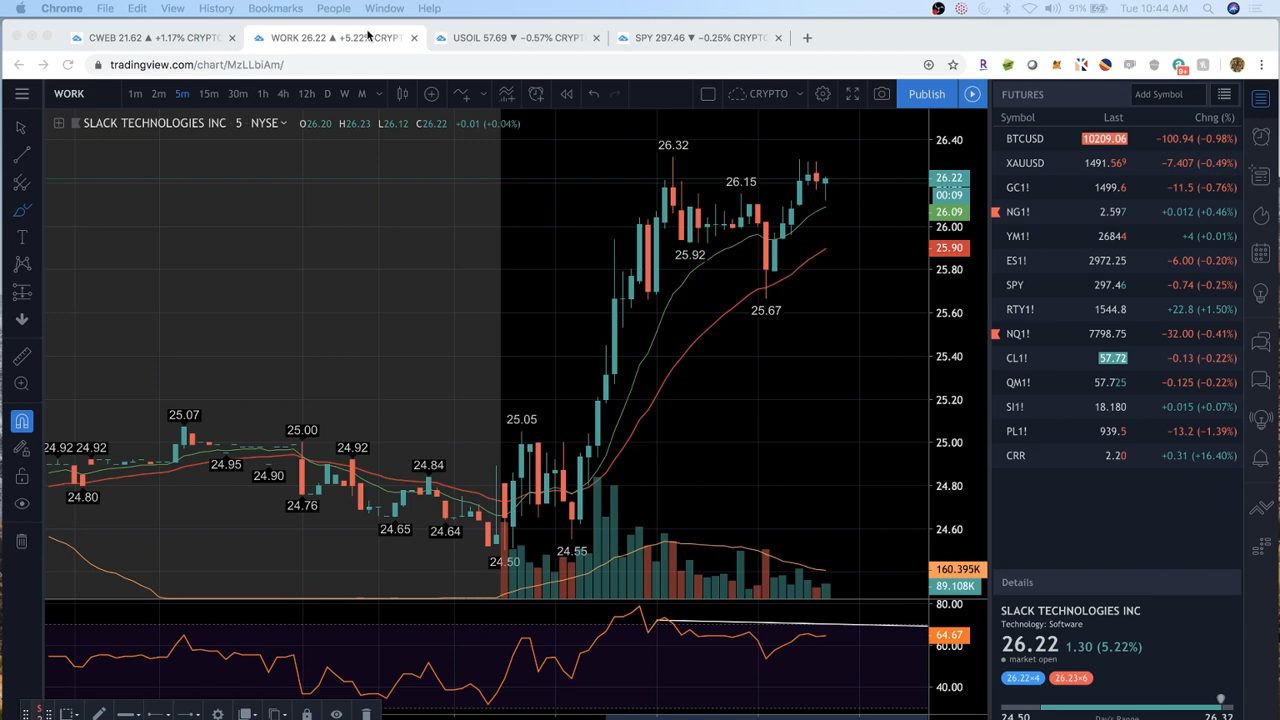 Chrome File Edit View History Bookmarks People Window Help 91% Tue 10:44 AM
CWEB 21.62 ▲ +1.17% CRYPTO WORK 26.22 ▲ +5.22% CRYPT USOIL 57.69 ▼ −0.57% CRYPT SPY 297.46 ▼ −0.25% CRYPTO
tradingview.com/chart/MzLLbiAm/
WORK 1m 2m 5m 15m 30m 1h 4h 12h D W M CRYPTO Publish
FUTURES Add Symbol
SLACK TECHNOLOGIES INC 5 NYSE O26.20 H26.23 L26.12 C26.22 +0.01 (+0.04%)
Symbol Last Chng (%)
BTCUSD 10209.06 −100.94 (−0.98%)
XAUUSD 1491.569 −7.407 (−0.49%)
GC1! 1499.6 −11.5 (−0.76%)
NG1! 2.597 +0.012 (+0.46%)
YM1! 26844 +4 (+0.01%)
ES1! 2972.25 −6.00 (−0.20%)
SPY 297.46 −0.74 (−0.25%)
RTY1! 1544.8 +22.8 (+1.50%)
NQ1! 7798.75 −32.00 (−0.41%)
CL1! 57.72 −0.13 (−0.22%)
QM1! 57.725 −0.125 (−0.22%)
SI1! 18.180 +0.015 (+0.07%)
PL1! 939.5 −13.2 (−1.39%)
CRR 2.20 +0.31 (+16.40%)
26.40
26.22
00:09
26.09
26.00
25.90
25.80
25.60
25.40
25.20
25.00
24.80
24.60
160.395K
89.108K
80.00
64.67
60.00
40.00
26.32
26.15
25.92
25.67
25.07
25.05
25.00
24.92 24.92
24.92
24.95
24.90
24.84
24.80
24.76
24.65
24.64
24.55
24.50
Details
SLACK TECHNOLOGIES INC
Technology: Software
26.22 1.30 (5.22%)
market open
26.22×4 26.23×6
24.50 Day's Range 26.32